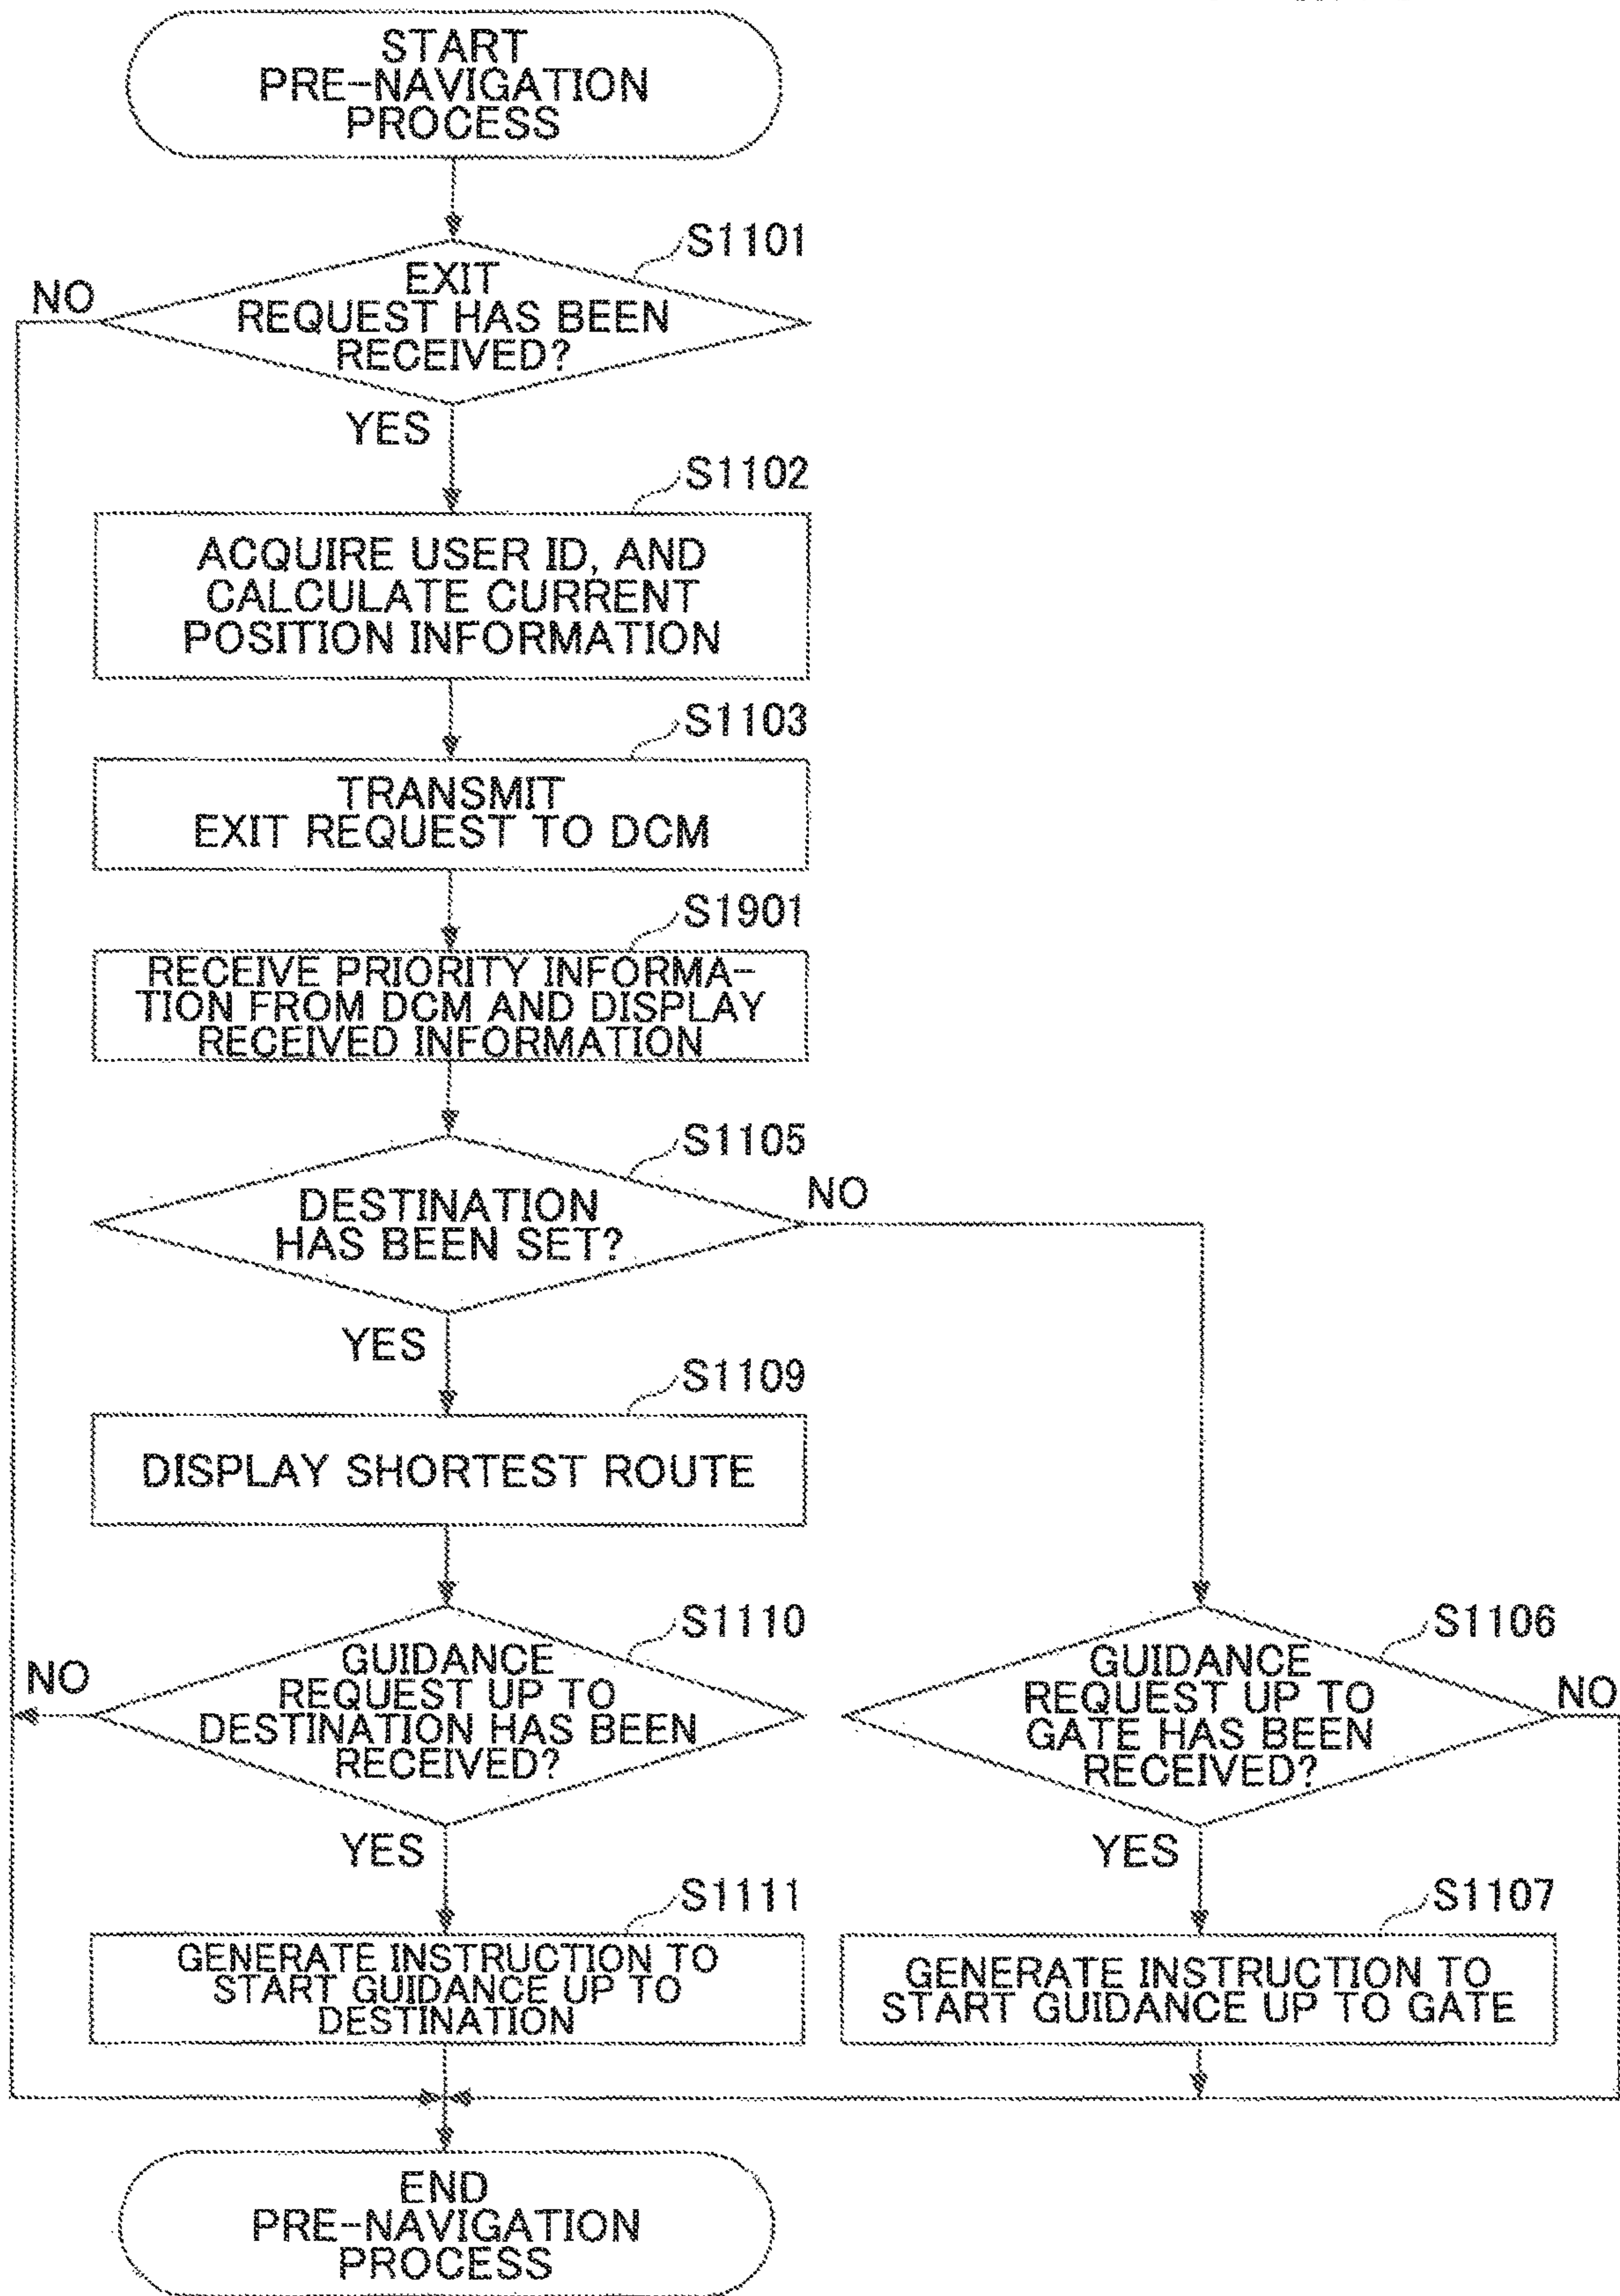 START
PRE-NAVIGATION
PROCESS
S1101
NO
EXIT
REQUEST HAS BEEN
RECEIVED?
YES
S1102
ACQUIRE USER ID, AND
CALCULATE CURRENT
POSITION INFORMATION
S1103
TRANSMIT
EXIT REQUEST TO DCM
S1901
RECEIVE PRIORITY INFORMA-
TION FROM DCM AND DISPLAY
RECEIVED INFORMATION
S1105
NO
DESTINATION
HAS BEEN SET?
YES
S1109
DISPLAY SHORTEST ROUTE
S1110
NO
GUIDANCE
REQUEST UP TO
DESTINATION HAS BEEN
RECEIVED?
YES
S1111
GENERATE INSTRUCTION TO
START GUIDANCE UP TO
DESTINATION
S1106
GUIDANCE
REQUEST UP TO
GATE HAS BEEN
RECEIVED?
NO
YES
S1107
GENERATE INSTRUCTION TO
START GUIDANCE UP TO GATE
END
PRE-NAVIGATION
PROCESS